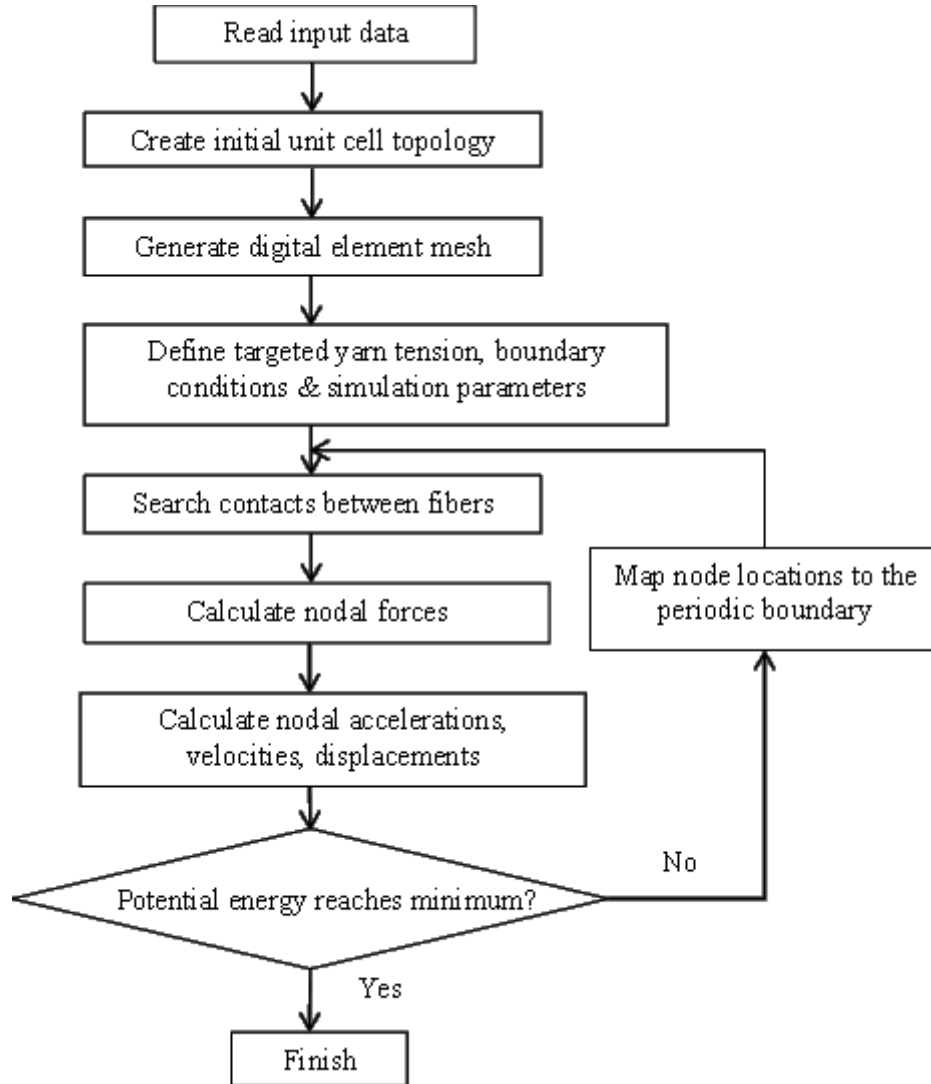 Read input data
Create initial unit cell topology
Generate digital element mesh
Define targeted yarn tension, boundary
conditions & simulation parameters
Search contacts between fibers
Map node locations to the
periodic boundary
Calculate nodal forces
Calculate nodal accelerations,
velocities, displacements
No
Potential energy reaches minimum?
Yes
Finish